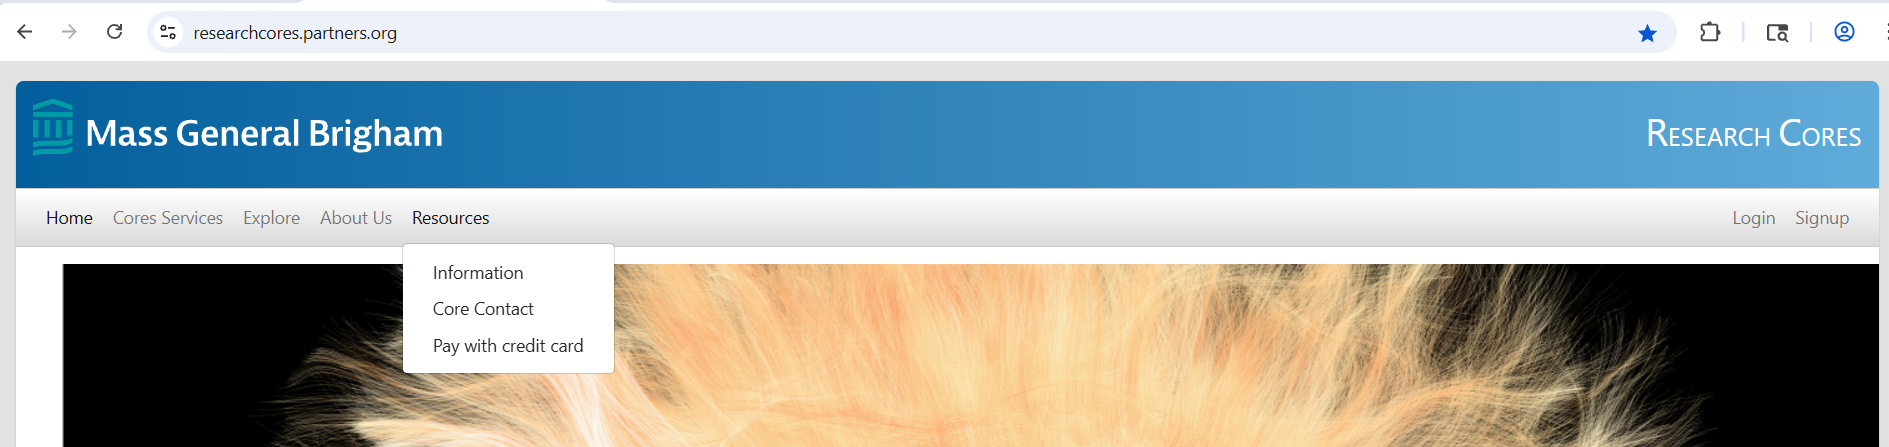 researchcores.partners.org
Mass General Brigham
Research Cores
Home Cores Services Explore About Us Resources Login Signup
Information
Core Contact
Pay with credit card